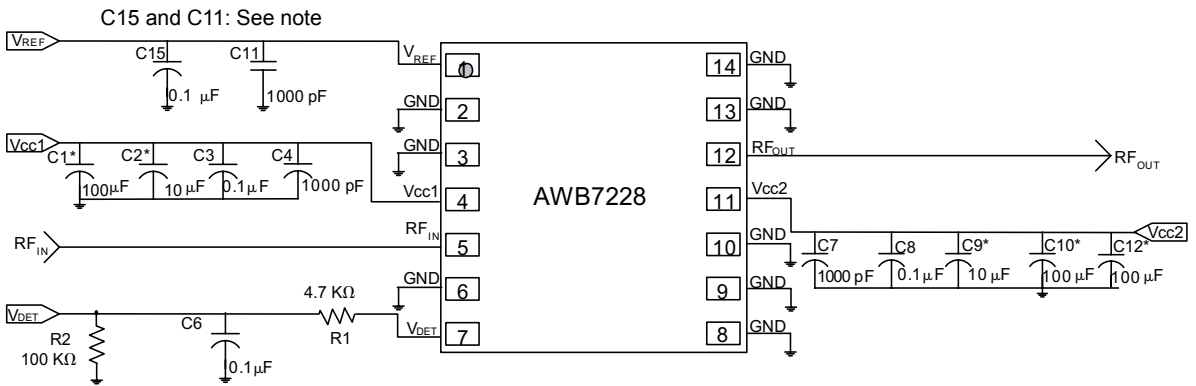 C15 and C11: See note
VREF
C15
0.1 μF
C11
1000 pF
VREF
1
GND
2
GND
3
Vcc1
C1*
100μF
C2*
10 μF
C3
0.1μF
C4
1000 pF
Vcc1
4
RFIN
RFIN
5
GND
6
VDET
R2
100 KΩ
C6
0.1μF
4.7 KΩ
R1
VDET
7
AWB7228
14
GND
13
GND
12
RFOUT
RFOUT
11
Vcc2
Vcc2
10
GND
C7
1000 pF
C8
0.1μF
C9*
10 μF
C10*
100 μF
C12*
100 μF
9
GND
8
GND